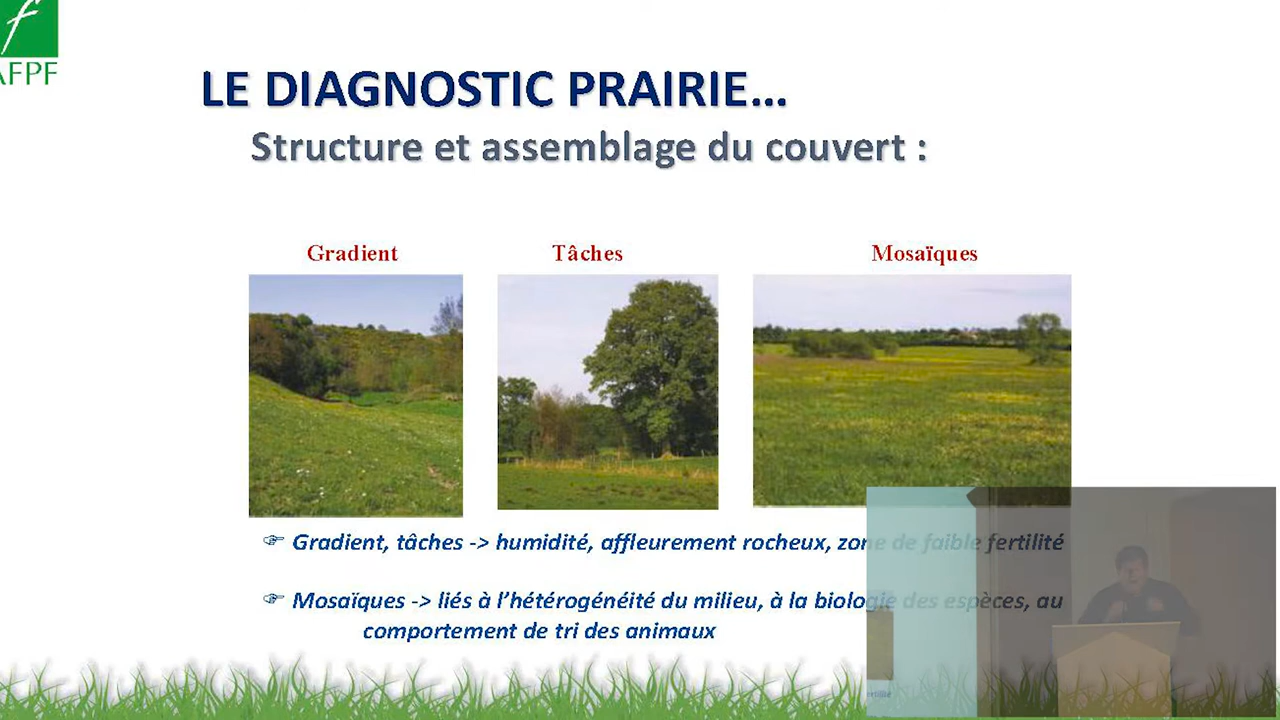 AFPF
LE DIAGNOSTIC PRAIRIE...
Structure et assemblage du couvert :
Gradient
Tâches
Mosaïques
☞ Gradient, tâches -> humidité, affleurement rocheux, zone de faible fertilité
☞ Mosaïques -> liés à l'hétérogénéité du milieu, à la biologie des espèces, au
comportement de tri des animaux